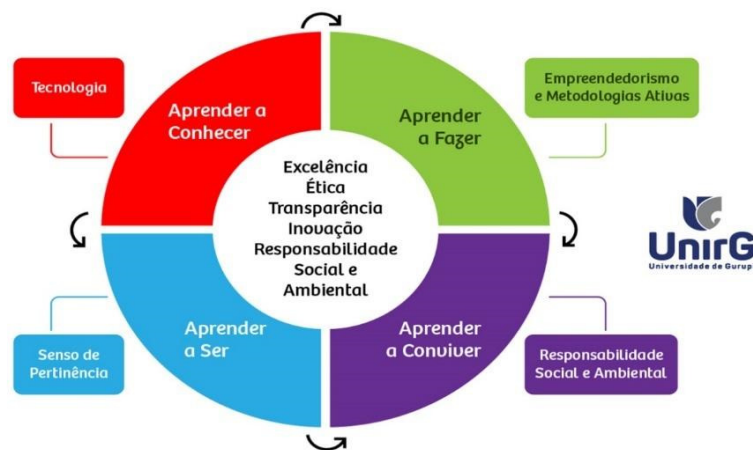 Tecnologia
Aprender a
Conhecer
Aprender
a Fazer
Empreendedorismo
e Metodologias Ativas
Excelência
Ética
Transparência
Inovação
Responsabilidade
Social e
Ambiental
UnirG
Universidade de Gurupi
Senso de
Pertinência
Aprender
a Ser
Aprender
a Conviver
Responsabilidade
Social e Ambiental